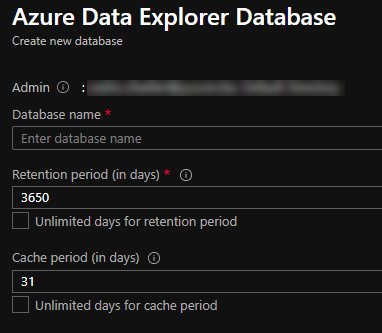 Azure Data Explorer Database
Create new database
Admin :
Database name *
Enter database name
Retention period (in days) *
3650
Unlimited days for retention period
Cache period (in days)
31
Unlimited days for cache period